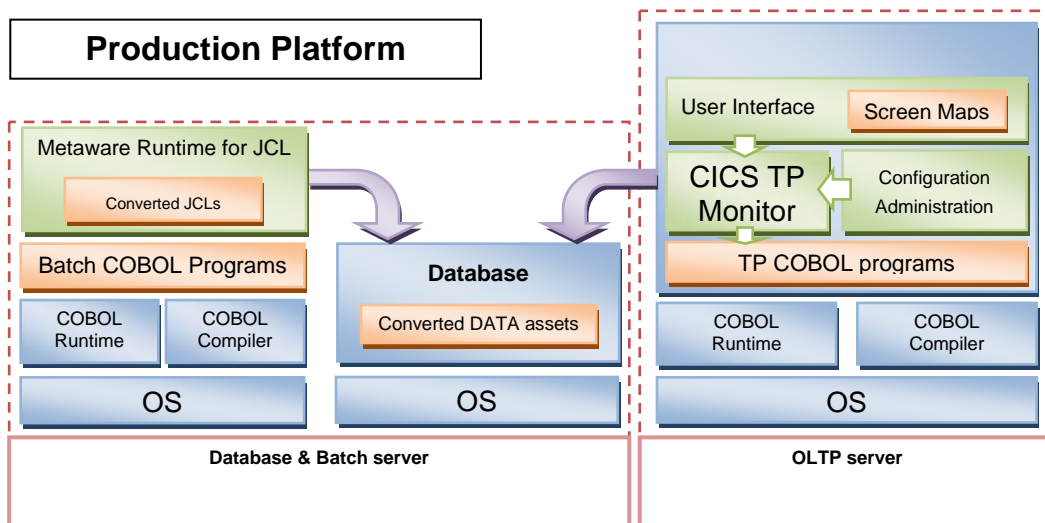 Production Platform
Metaware Runtime for JCL
Converted JCLs
Batch COBOL Programs
COBOL
Runtime
COBOL
Compiler
OS
Database
Converted DATA assets
OS
Database & Batch server
User Interface
Screen Maps
CICS TP
Monitor
Configuration
Administration
TP COBOL programs
COBOL
Runtime
COBOL
Compiler
OS
OLTP server